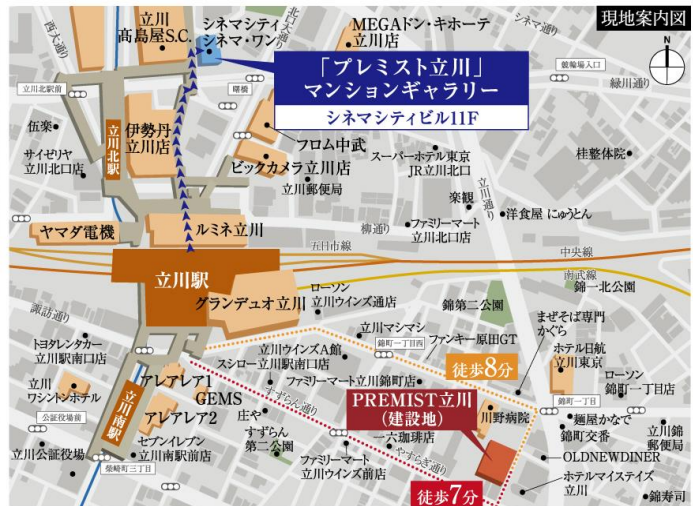 現地案内図
N
立川
髙島屋S.C.
シネマシティ
シネマ・ワン
北口大通り
MEGAドン・キホーテ
立川店
シネマ通り
西大通り
「プレミスト立川」
マンションギャラリー
シネマシティビル11F
競輪場入口
緑川通り
立川北駅前
曙橋
伍楽
サイゼリヤ
立川北口店
立川北駅
伊勢丹
立川店
フロム中武
ビックカメラ立川店
立川郵便局
スーパーホテル東京
JR立川北口
立川通り
桂整体院
楽観
洋食屋 にゅうとん
ヤマダ電機
ルミネ立川
柳通り
ファミリーマート
立川北口店
五日市線
中央線
立川駅
南武線
錦一北公園
グランデュオ立川
ローソン
立川ウインズ通店
錦第二公園
諏訪通り
立川マシマシ
まぜそば専門
かぐら
トヨタレンタカー
立川駅南口店
錦町一丁目西
ファンキー原田GT
立川ウインズA館
スシロー立川駅南口店
徒歩8分
ホテル日航
立川東京
ローソン
錦町一丁目店
立川
ワシントンホテル
アレアレア1
GEMS
ファミリーマート立川錦町店
すずらん通り
PREMIST立川
(建設地)
川野病院
錦町一丁目
公証役場前
立川南駅
アレアレア2
庄や
すずらん
第二公園
一六珈琲店
麺屋かなで
錦町交番
立川錦
郵便局
立川公証役場
セブンイレブン
立川南駅前店
やすらぎ通り
OLDNEWDINER
柴崎町三丁目
ファミリーマート
立川ウインズ前店
徒歩7分
ホテルマイステイズ
立川
錦寿司